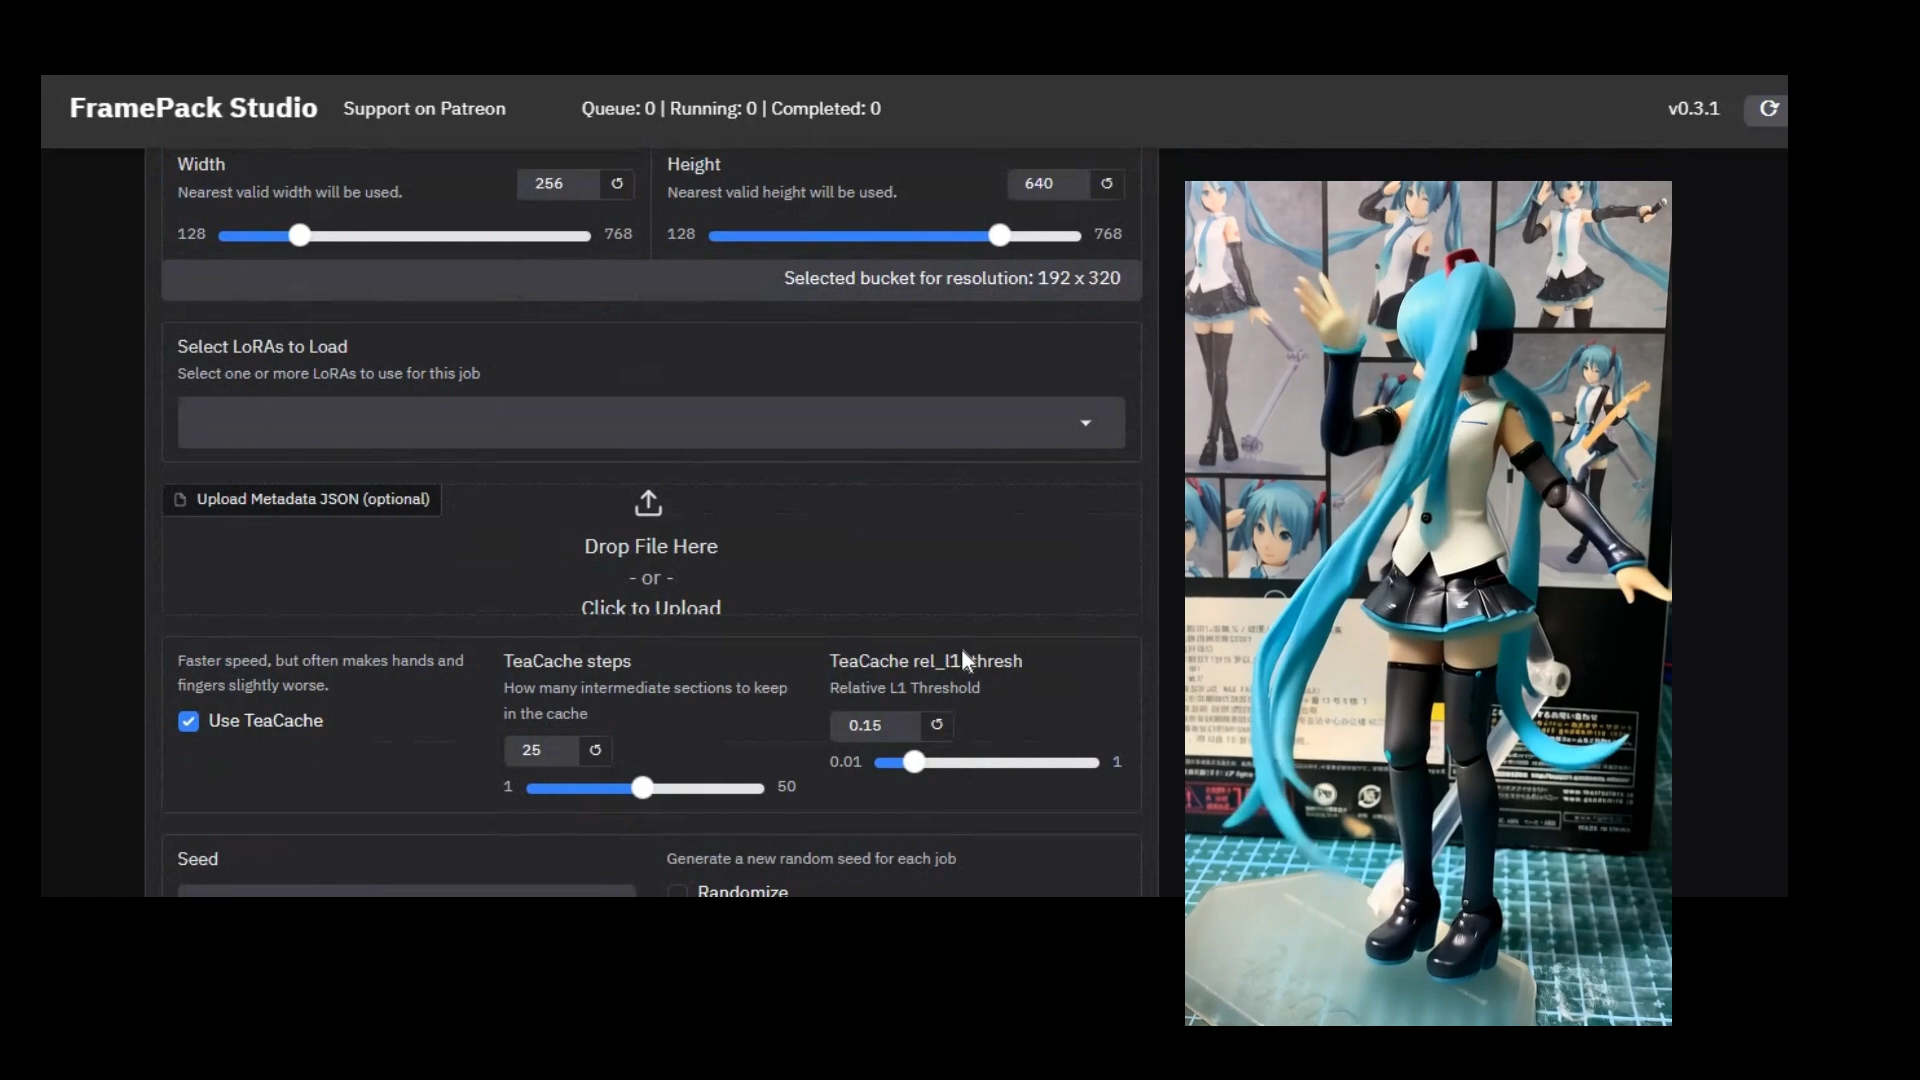 FramePack Studio
Support on Patreon
Queue: 0 | Running: 0 | Completed: 0
v0.3.1
Width
Nearest valid width will be used.
256
128
768
Height
Nearest valid height will be used.
640
128
768
Selected bucket for resolution: 192 x 320
Select LoRAs to Load
Select one or more LoRAs to use for this job
Upload Metadata JSON (optional)
Drop File Here
- or -
Click to Upload
Faster speed, but often makes hands and
fingers slightly worse.
Use TeaCache
TeaCache steps
How many intermediate sections to keep
in the cache
25
1
50
TeaCache rel_l1_thresh
Relative L1 Threshold
0.15
0.01
1
Seed
Generate a new random seed for each job
Randomize